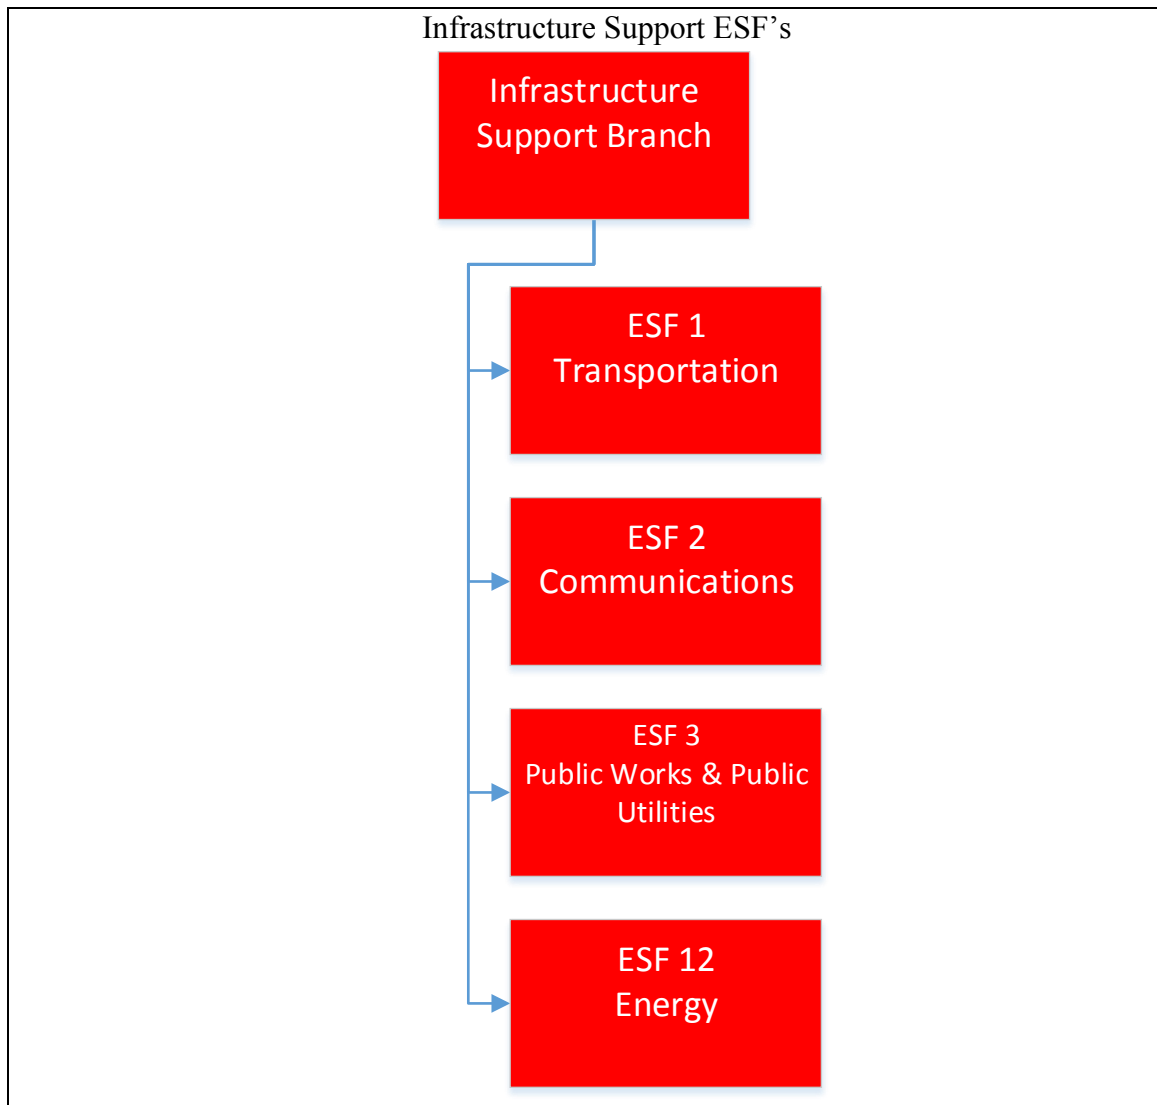 Infrastructure Support ESF’s
Infrastructure
Support Branch
ESF 1
Transportation
ESF 2
Communications
ESF 3
Public Works & Public
Utilities
ESF 12
Energy